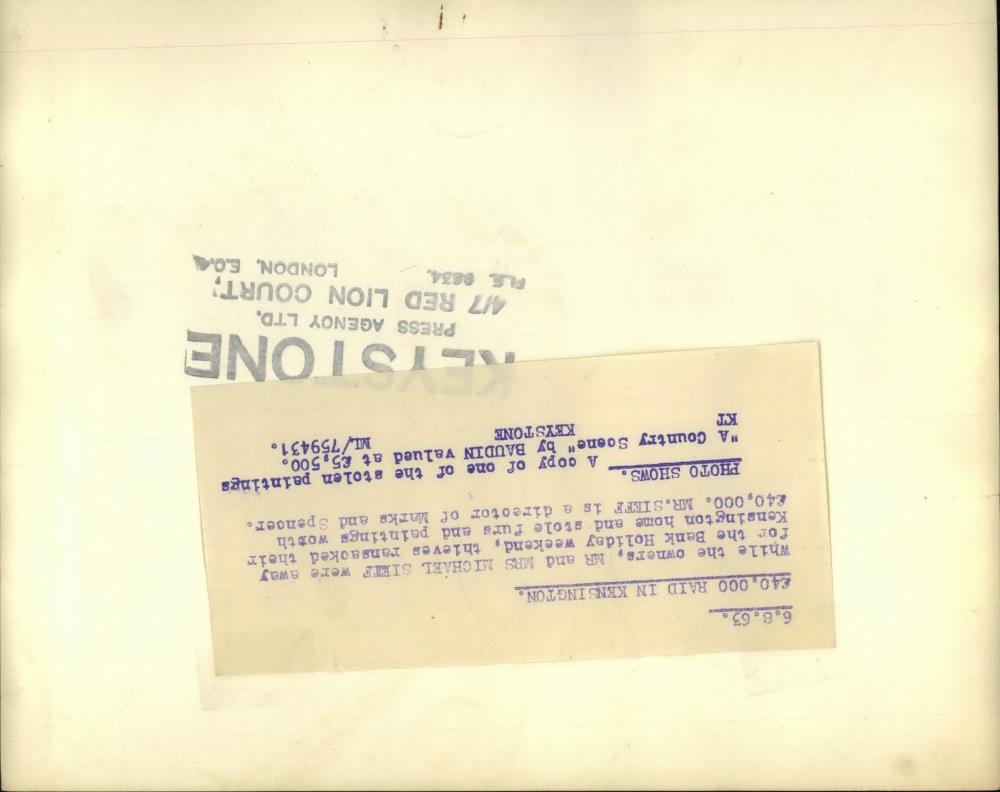 6.8.63.
£40,000 RAID IN KENSINGTON.
While the owners, MR and MRS MICHAEL SIEFF were away
for the Bank Holiday weekend, thieves ransacked their
Kensington home and stole furs and paintings worth
£40,000. MR.SIEFF is a director of Marks and Spencer.
PHOTO SHOWS. A copy of one of the stolen paintings
"A Country Scene" by BAUDIN valued at £5,500.
KT KEYSTONE ML/759431.
KEYSTONE
PRESS AGENCY LTD.
4/7 RED LION COURT,
FLE. LONDON, E.C.4